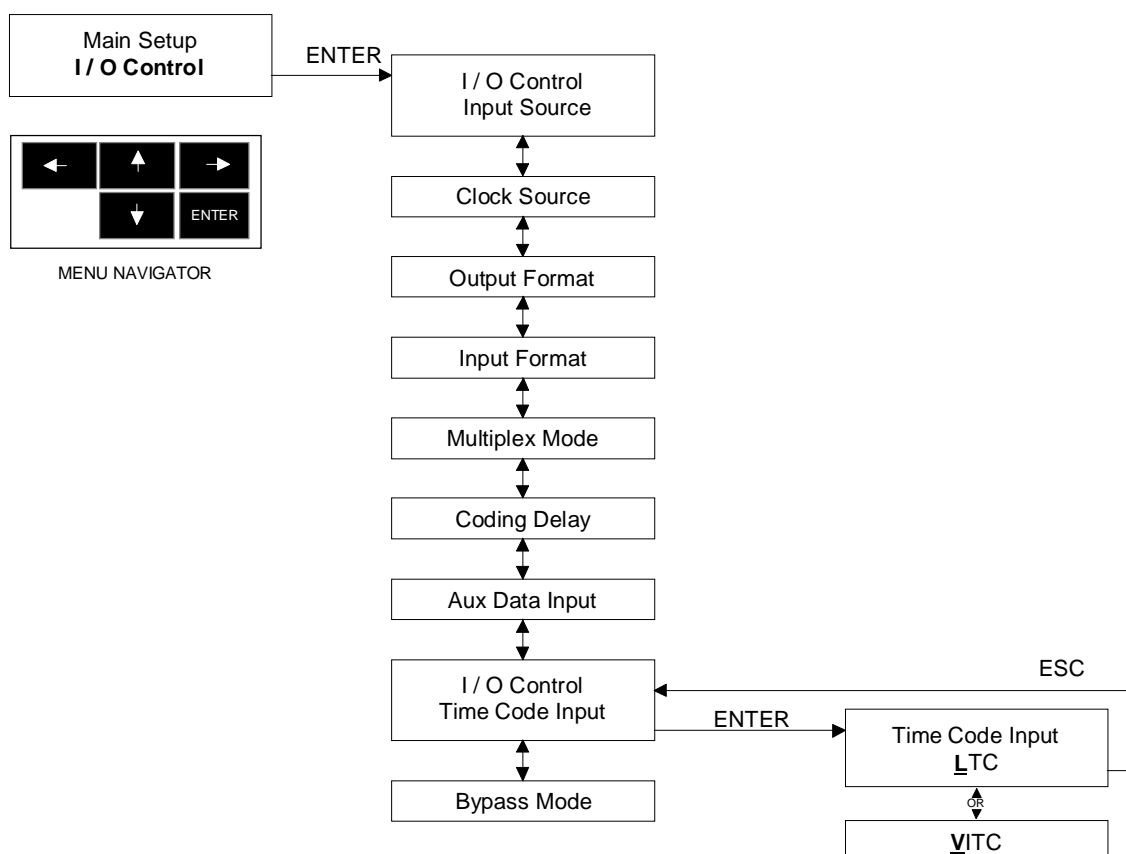 Main Setup
I / O Control
ENTER
I / O Control
Input Source
ENTER
MENU NAVIGATOR
Clock Source
Output Format
Input Format
Multiplex Mode
Coding Delay
Aux Data Input
I / O Control
Time Code Input
ESC
ENTER
Time Code Input
LTC
OR
VITC
Bypass Mode